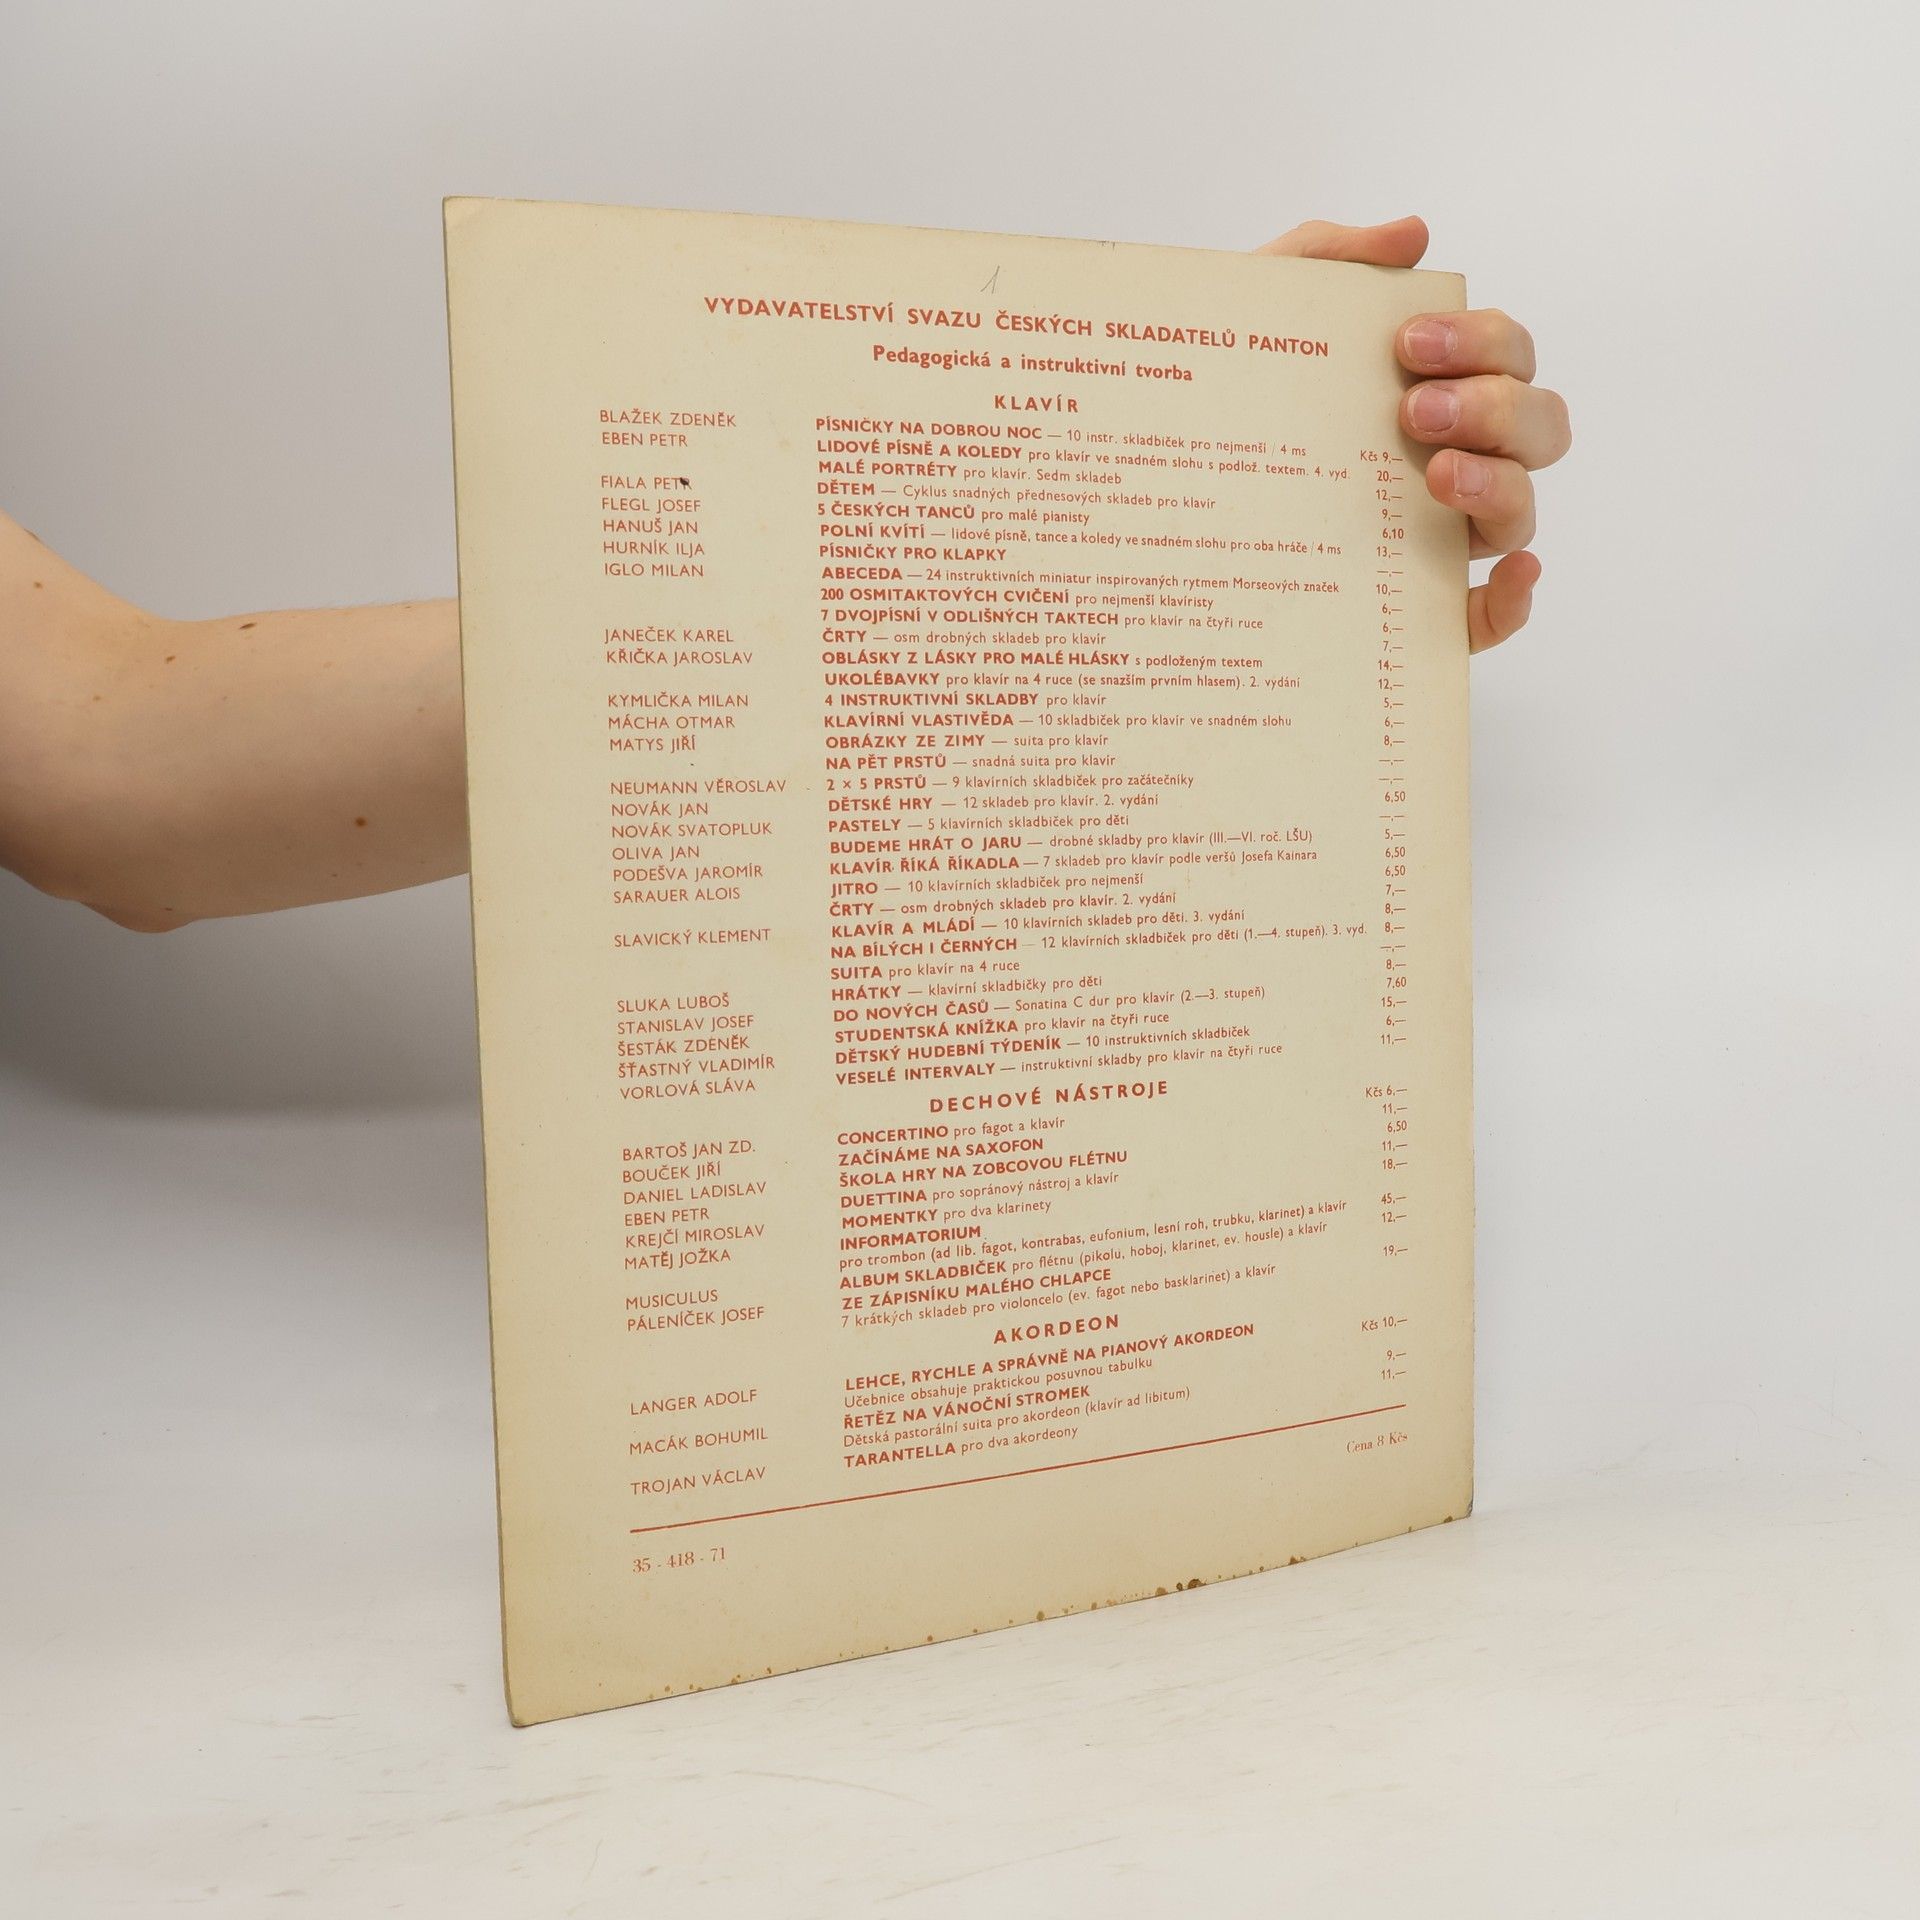 1
VYDAVATELSTVÍ SVAZU ČESKÝCH SKLADATELŮ PANTON
Pedagogická a instruktivní tvorba
KLAVÍR
BLAŽEK ZDENĚK PÍSNIČKY NA DOBROU NOC — 10 instr. skladbiček pro nejmenší / 4 ms Kčs 9,—
EBEN PETR LIDOVÉ PÍSNĚ A KOLEDY pro klavír ve snadném slohu s podlož. textem. 4. vyd. 20,—
MALÉ PORTRÉTY pro klavír. Sedm skladeb 12,—
FIALA PETR DĚTEM — Cyklus snadných přednesových skladeb pro klavír 9,—
FLEGL JOSEF 5 ČESKÝCH TANCŮ pro malé pianisty 6,10
HANUŠ JAN POLNÍ KVÍTÍ — lidové písně, tance a koledy ve snadném slohu pro oba hráče / 4 ms 13,—
HURNÍK ILJA PÍSNIČKY PRO KLAPKY —,—
IGLO MILAN ABECEDA — 24 instruktivních miniatur inspirovaných rytmem Morseových značek 10,—
200 OSMITAKTOVÝCH CVIČENÍ pro nejmenší klavíristy 6,—
7 DVOJPÍSNÍ V ODLIŠNÝCH TAKTECH pro klavír na čtyři ruce 6,—
JANEČEK KAREL ČRTY — osm drobných skladeb pro klavír 7,—
KŘIČKA JAROSLAV OBLÁSKY Z LÁSKY PRO MALÉ HLÁSKY s podloženým textem 14,—
UKOLÉBAVKY pro klavír na 4 ruce (se snazším prvním hlasem). 2. vydání 12,—
KYMLIČKA MILAN 4 INSTRUKTIVNÍ SKLADBY pro klavír 5,—
MÁCHA OTMAR KLAVÍRNÍ VLASTIVĚDA — 10 skladbiček pro klavír ve snadném slohu 6,—
MATYS JIŘÍ OBRÁZKY ZE ZIMY — suita pro klavír 8,—
NA PĚT PRSTŮ — snadná suita pro klavír —,—
NEUMANN VĚROSLAV 2 × 5 PRSTŮ — 9 klavírních skladbiček pro začátečníky —,—
NOVÁK JAN DĚTSKÉ HRY — 12 skladeb pro klavír. 2. vydání 6,50
NOVÁK SVATOPLUK PASTELY — 5 klavírních skladbiček pro děti —,—
OLIVA JAN BUDEME HRÁT O JARU — drobné skladby pro klavír (III.—VI. roč. LŠU) 5,—
PODEŠVA JAROMÍR KLAVÍR ŘÍKÁ ŘÍKADLA — 7 skladeb pro klavír podle veršů Josefa Kainara 6,50
SARAUER ALOIS JITRO — 10 klavírních skladbiček pro nejmenší 6,50
ČRTY — osm drobných skladeb pro klavír. 2. vydání 7,—
SLAVICKÝ KLEMENT KLAVÍR A MLÁDÍ — 10 klavírních skladeb pro děti. 3. vydání 8,—
NA BÍLÝCH I ČERNÝCH — 12 klavírních skladbiček pro děti (1.—4. stupeň). 3. vyd. 8,—
SUITA pro klavír na 4 ruce —,—
SLUKA LUBOŠ HRÁTKY — klavírní skladbičky pro děti 8,—
STANISLAV JOSEF DO NOVÝCH ČASŮ — Sonatina C dur pro klavír (2.—3. stupeň) 7,60
ŠESTÁK ZDENĚK STUDENTSKÁ KNÍŽKA pro klavír na čtyři ruce 15,—
ŠŤASTNÝ VLADIMÍR DĚTSKÝ HUDEBNÍ TÝDENÍK — 10 instruktivních skladbiček 6,—
VORLOVÁ SLÁVA VESELÉ INTERVALY — instruktivní skladby pro klavír na čtyři ruce 11,—
DECHOVÉ NÁSTROJE
BARTOŠ JAN ZD. CONCERTINO pro fagot a klavír Kčs 6,—
BOUČEK JIŘÍ ZAČÍNÁME NA SAXOFON 11,—
DANIEL LADISLAV ŠKOLA HRY NA ZOBCOVOU FLÉTNU 6,50
EBEN PETR DUETTINA pro sopránový nástroj a klavír 11,—
KREJČÍ MIROSLAV MOMENTKY pro dva klarinety 18,—
MATĚJ JOŽKA INFORMATORIUM
pro trombon (ad lib. fagot, kontrabas, eufonium, lesní roh, trubku, klarinet) a klavír 45,—
MUSICULUS ALBUM SKLADBIČEK pro flétnu (pikolu, hoboj, klarinet, ev. housle) a klavír 12,—
PÁLENÍČEK JOSEF ZE ZÁPISNÍKU MALÉHO CHLAPCE
7 krátkých skladeb pro violoncelo (ev. fagot nebo basklarinet) a klavír 19,—
AKORDEON
LANGER ADOLF LEHCE, RYCHLE A SPRÁVNĚ NA PIANOVÝ AKORDEON
Učebnice obsahuje praktickou posuvnou tabulku Kčs 10,—
MACÁK BOHUMIL ŘETĚZ NA VÁNOČNÍ STROMEK
Dětská pastorální suita pro akordeon (klavír ad libitum) 9,—
TROJAN VÁCLAV TARANTELLA pro dva akordeony 11,—
Cena 8 Kčs
35 - 418 - 71